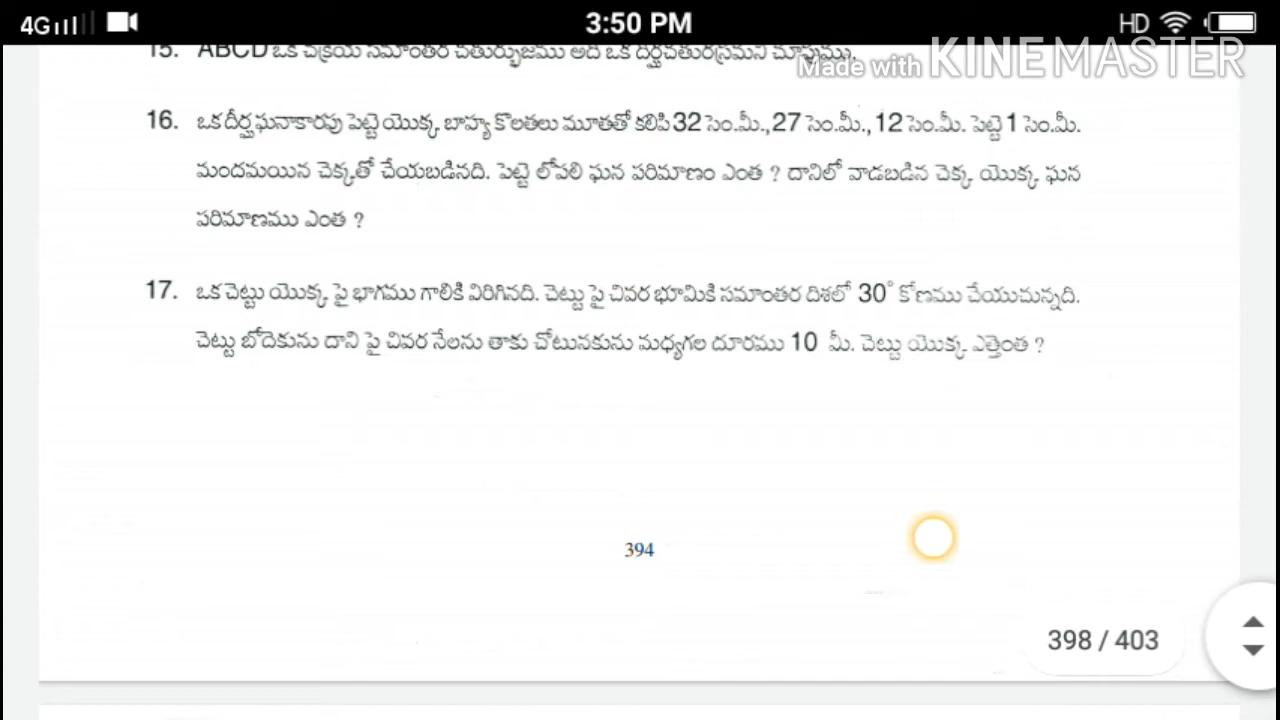 4G 3:50 PM HD
15. ABCD ఒక చక్రీయ సమాంతర చతుర్భుజము అది ఒక దీర్ఘచతురస్రమని చూపుము.
Made with KINEMASTER
16. ఒక దీర్ఘ ఘనాకారపు పెట్టె యొక్క బాహ్య కొలతలు మూతతో కలిపి 32 సెం.మీ., 27 సెం.మీ., 12 సెం.మీ. పెట్టె 1 సెం.మీ.
మందమయిన చెక్కతో చేయబడినది. పెట్టె లోపలి ఘన పరిమాణం ఎంత ? దానిలో వాడబడిన చెక్క యొక్క ఘన
పరిమాణము ఎంత ?
17. ఒక చెట్టు యొక్క పై భాగము గాలికి విరిగినది. చెట్టు పై చివర భూమికి సమాంతర దిశలో 30° కోణము చేయుచున్నది.
చెట్టు బోదెకును దాని పై చివర నేలను తాకు చోటునకును మధ్యగల దూరము 10 మీ. చెట్టు యొక్క ఎత్తెంత ?
394
398 / 403